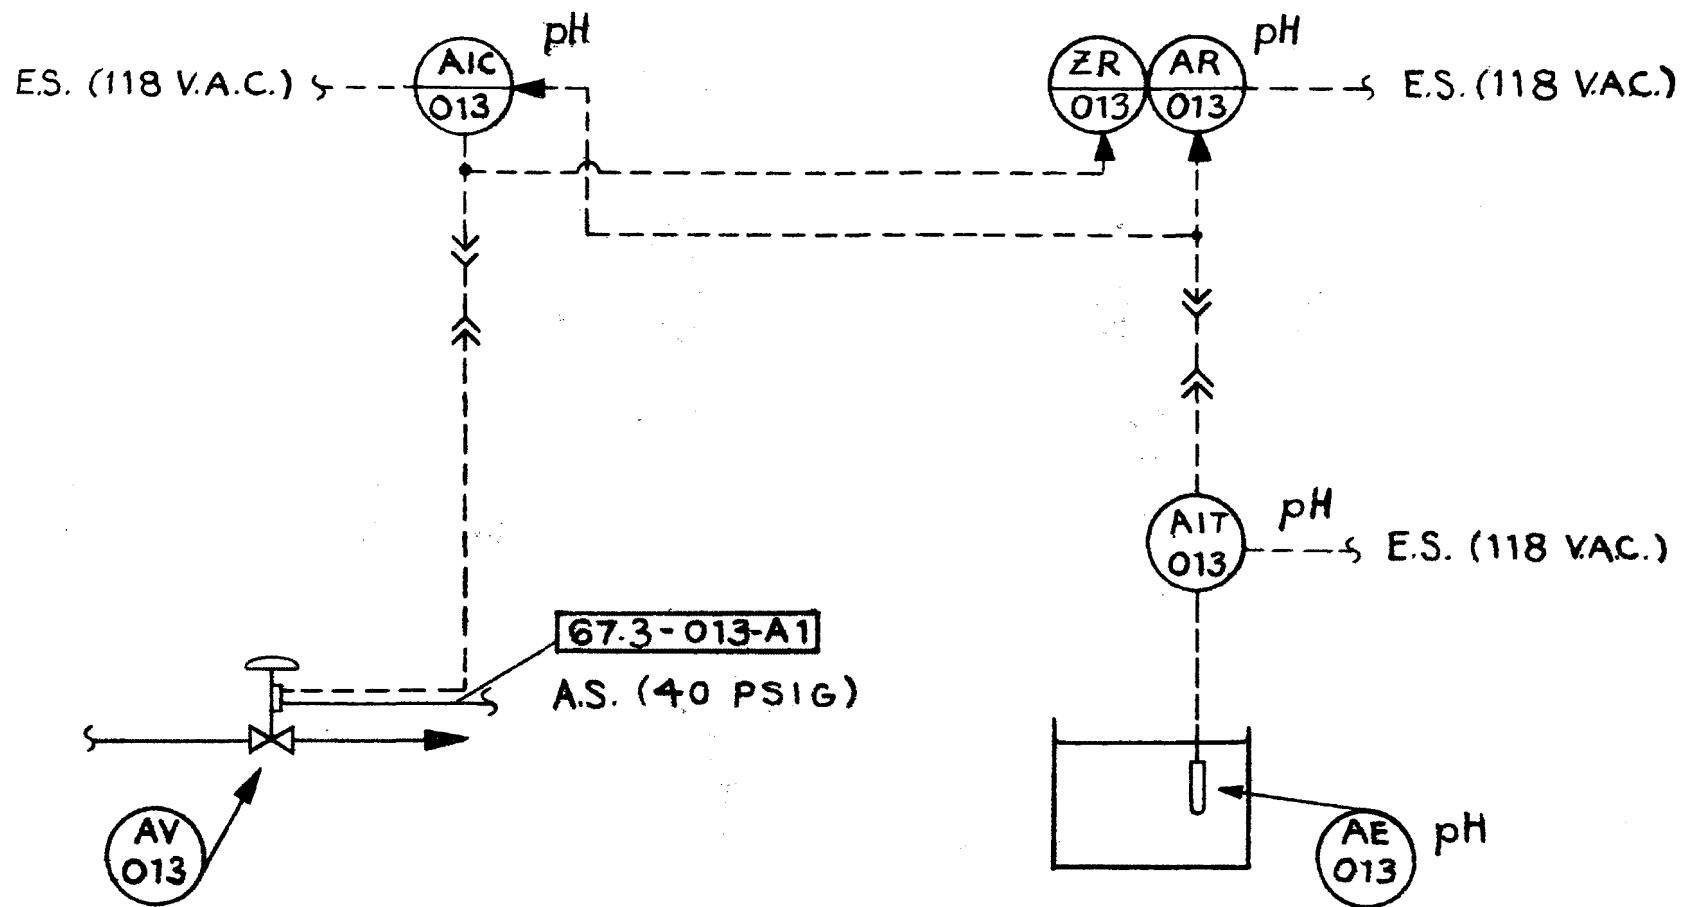 pH
pH
E.S. (118 V.A.C.)
AIC
013
ZR
013
AR
013
E.S. (118 V.A.C.)
AIT
013
pH
E.S. (118 V.A.C.)
67.3-013-A1
A.S. (40 PSIG)
AV
013
AE
013
pH